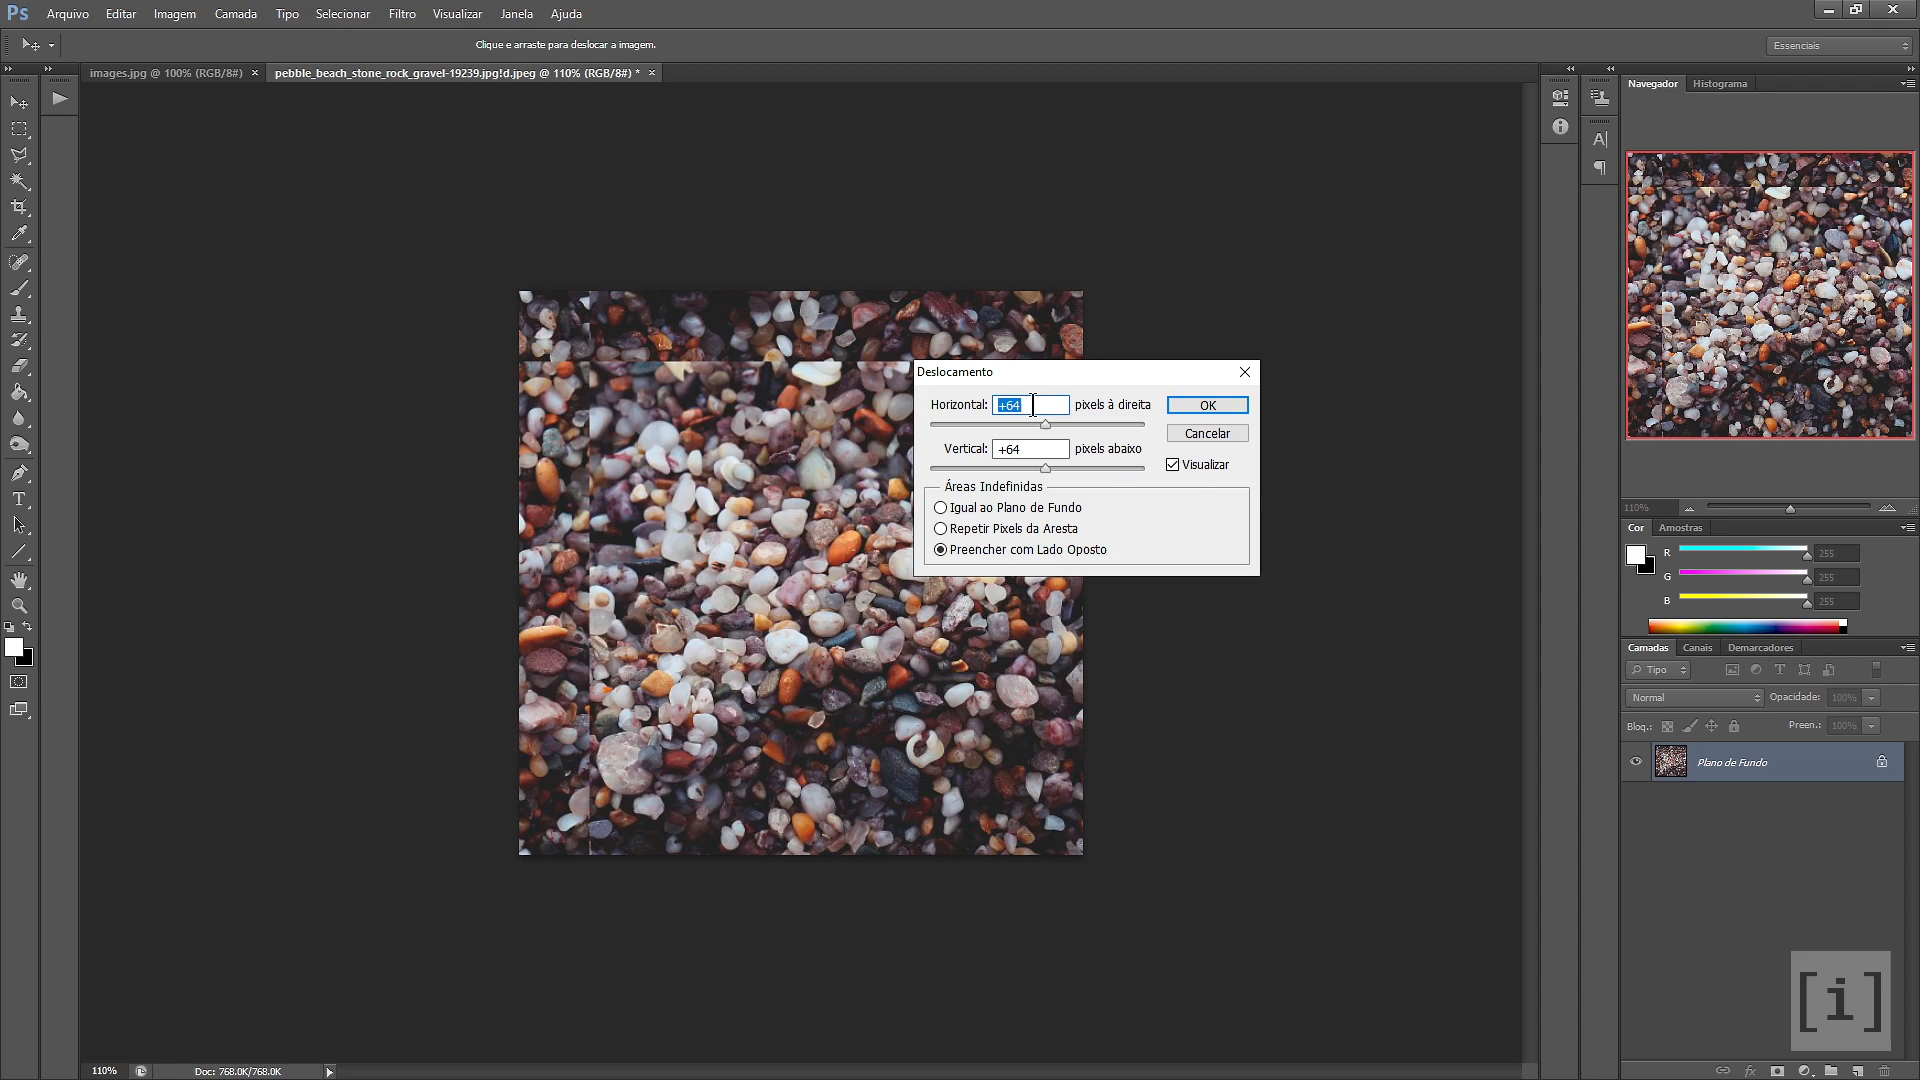 Ps Arquivo Editar Imagem Camada Tipo Selecionar Filtro Visualizar Janela Ajuda
Clique e arraste para deslocar a imagem.
Essenciais
images.jpg @ 100% (RGB/8#) ×
pebble_beach_stone_rock_gravel-19239.jpg!d.jpeg @ 110% (RGB/8#) * ×
Navegador Histograma
Deslocamento
Horizontal: +64 pixels à direita
OK
Vertical: +64 pixels abaixo
Cancelar
Visualizar
Áreas Indefinidas
Igual ao Plano de Fundo
Repetir Pixels da Aresta
Preencher com Lado Oposto
110%
Cor Amostras
R 255
G 255
B 255
Camadas Canais Demarcadores
Tipo
Normal Opacidade: 100%
Bloq.: Preen.: 100%
Plano de Fundo
[i]
110% Doc: 768.0K/768.0K
fx